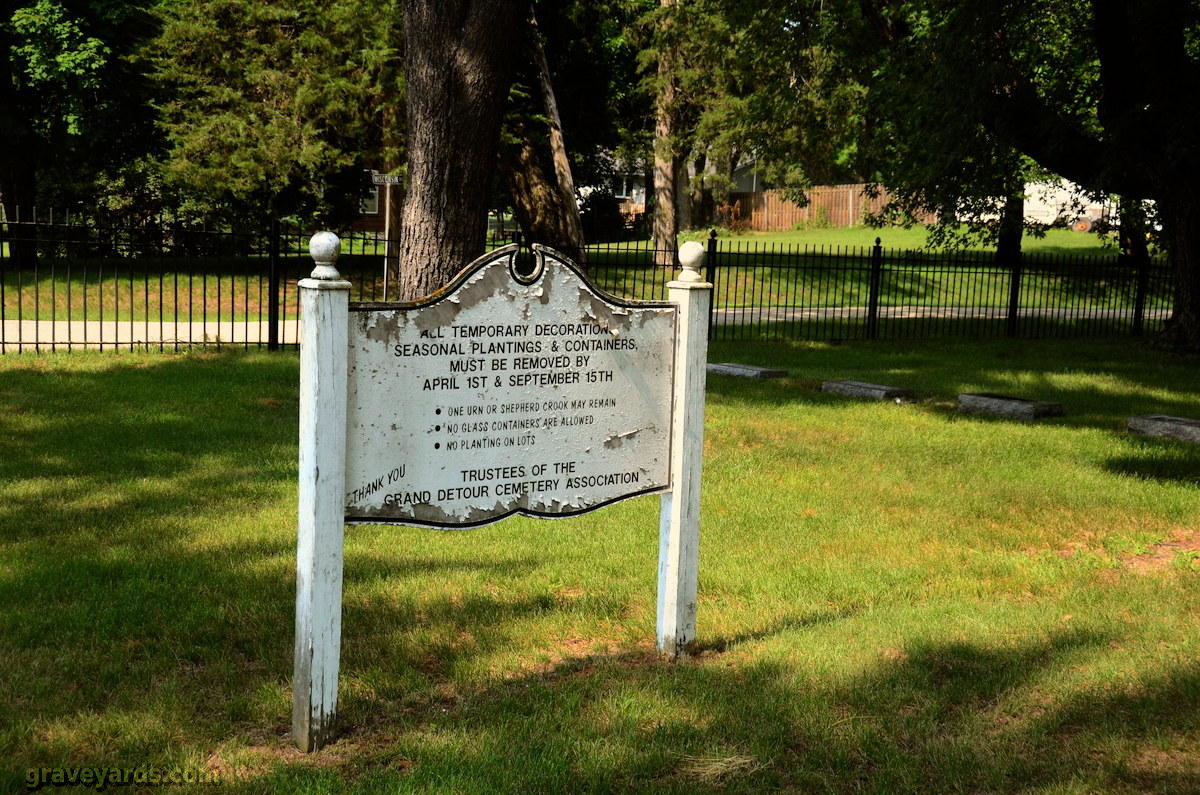 WISCONSIN
ALL TEMPORARY DECORATION
SEASONAL PLANTINGS & CONTAINERS,
MUST BE REMOVED BY
APRIL 1ST & SEPTEMBER 15TH
• ONE URN OR SHEPHERD CROOK MAY REMAIN
• NO GLASS CONTAINERS ARE ALLOWED
• NO PLANTING ON LOTS
THANK YOU
TRUSTEES OF THE
GRAND DETOUR CEMETERY ASSOCIATION
graveyards.com